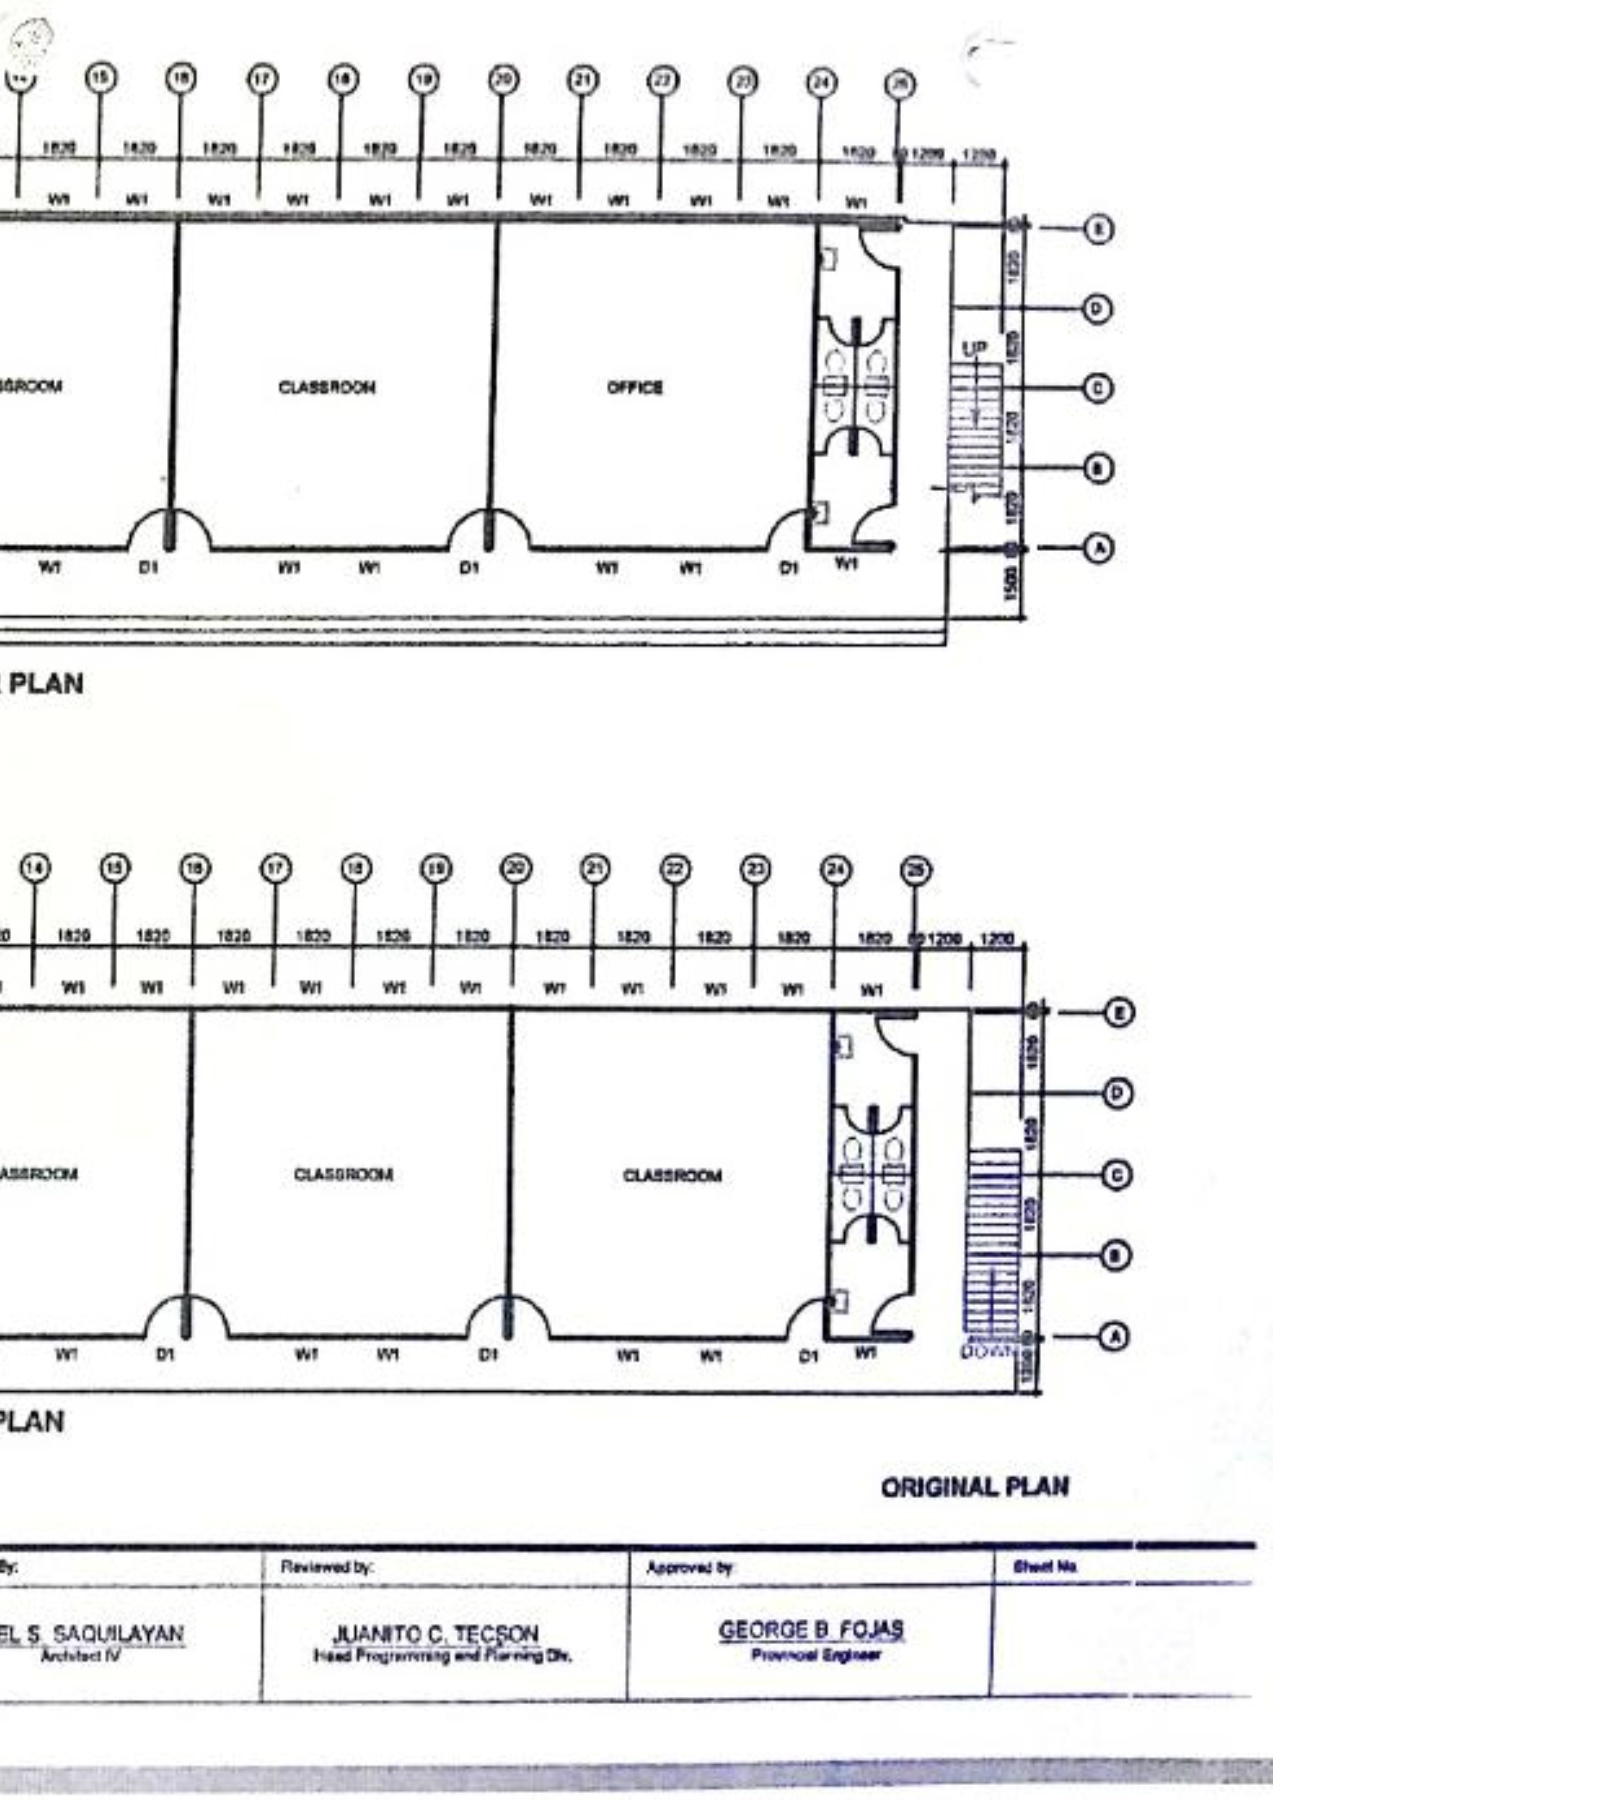 14 15 16 17 18 19 20 21 22 23 24 25
1820 1820 1820 1820 1820 1820 1820 1820 1820 1820 1820 1200 1200
W1 W1 W1 W1 W1 W1 W1 W1 W1 W1 W1
E
1820
D
UP
1820
SSROOM CLASSROOM OFFICE
C
1820
B
1820
A
W1 D1 W1 W1 D1 W1 W1 D1 W1
1500
PLAN
14 15 16 17 18 19 20 21 22 23 24 25
0 1820 1820 1820 1820 1820 1820 1820 1820 1820 1820 1820 1200 1200
W1 W1 W1 W1 W1 W1 W1 W1 W1 W1 W1
E
1820
D
1820
ASSROOM CLASSROOM CLASSROOM
C
1820
B
1820
A
W1 D1 W1 W1 D1 W1 W1 D1 W1 DOWN
1200
PLAN
ORIGINAL PLAN
By: Reviewed by: Approved by: Sheet No.
EL S. SAQUILAYAN JUANITO C. TECSON GEORGE B. FOJAS
Architect IV Head Programming and Planning Div. Provincial Engineer